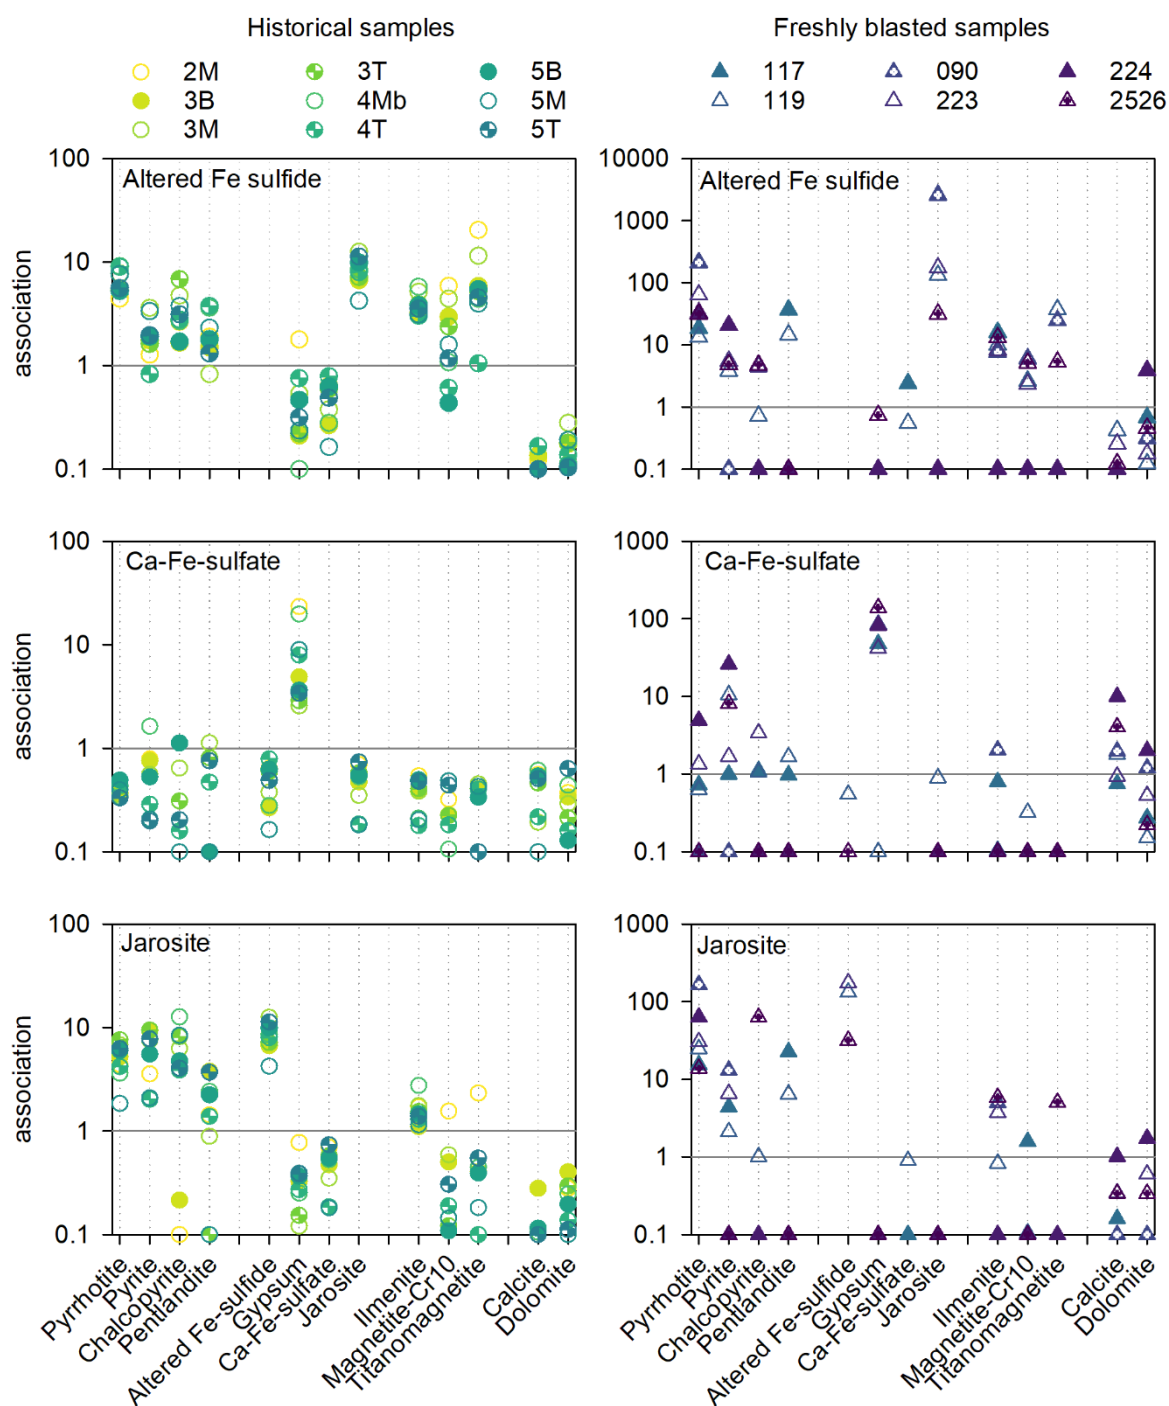 Historical samples
Freshly blasted samples
2M 3T 5B
117 090 224
3B 4Mb 5M
119 223 2526
3M 4T 5T
100
10
1
0.1
association
Altered Fe sulfide
10000
1000
100
10
1
0.1
Altered Fe sulfide
100
10
1
0.1
association
Ca-Fe-sulfate
1000
100
10
1
0.1
Ca-Fe-sulfate
100
10
1
0.1
association
Jarosite
1000
100
10
1
0.1
Jarosite
Pyrrhotite
Pyrite
Chalcopyrite
Pentlandite
Altered Fe-sulfide
Gypsum
Ca-Fe-sulfate
Jarosite
Ilmenite
Magnetite-Cr10
Titanomagnetite
Calcite
Dolomite
Pyrrhotite
Pyrite
Chalcopyrite
Pentlandite
Altered Fe-sulfide
Gypsum
Ca-Fe-sulfate
Jarosite
Ilmenite
Magnetite-Cr10
Titanomagnetite
Calcite
Dolomite